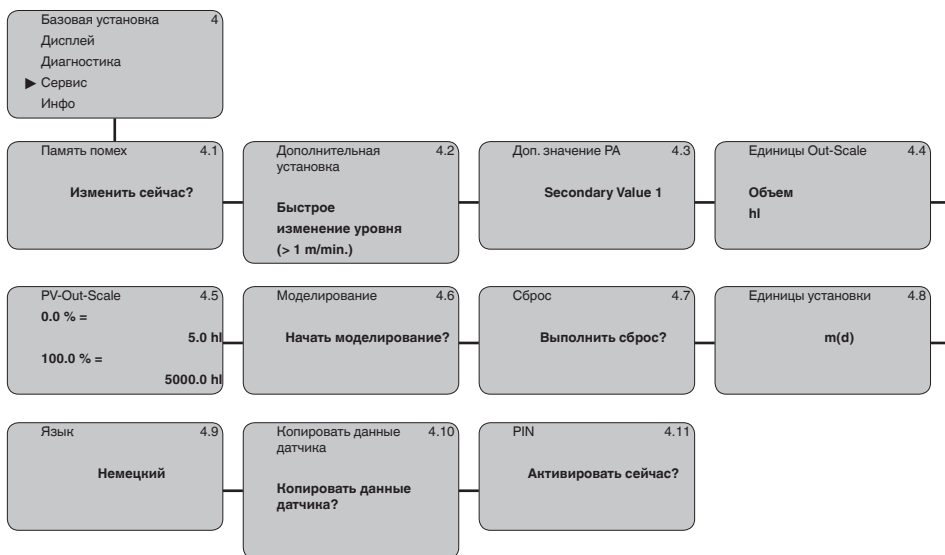 Базовая установка 4
Дисплей
Диагностика
▶ Сервис
Инфо
Память помех 4.1
Изменить сейчас?
Дополнительная 4.2
установка
Быстрое
изменение уровня
(> 1 m/min.)
Доп. значение PA 4.3
Secondary Value 1
Единицы Out-Scale 4.4
Объем
hl
PV-Out-Scale 4.5
0.0 % =
5.0 hl
100.0 % =
5000.0 hl
Моделирование 4.6
Начать моделирование?
Сброс 4.7
Выполнить сброс?
Единицы установки 4.8
m(d)
Язык 4.9
Немецкий
Копировать данные 4.10
датчика
Копировать данные
датчика?
PIN 4.11
Активировать сейчас?